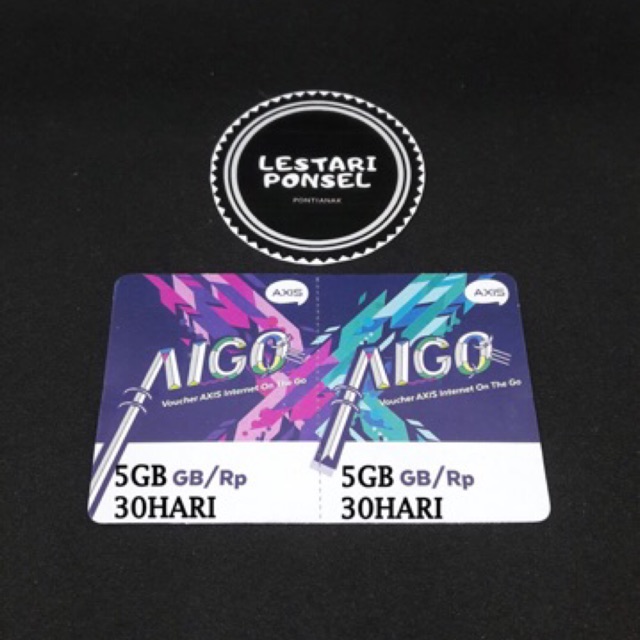 LESTARI
PONSEL
PONTIANAK
AXIS
AIGO
Voucher AXIS Internet On The Go
5GB GB/Rp
30HARI
AXIS
AIGO
Voucher AXIS Internet On The Go
5GB GB/Rp
30HARI